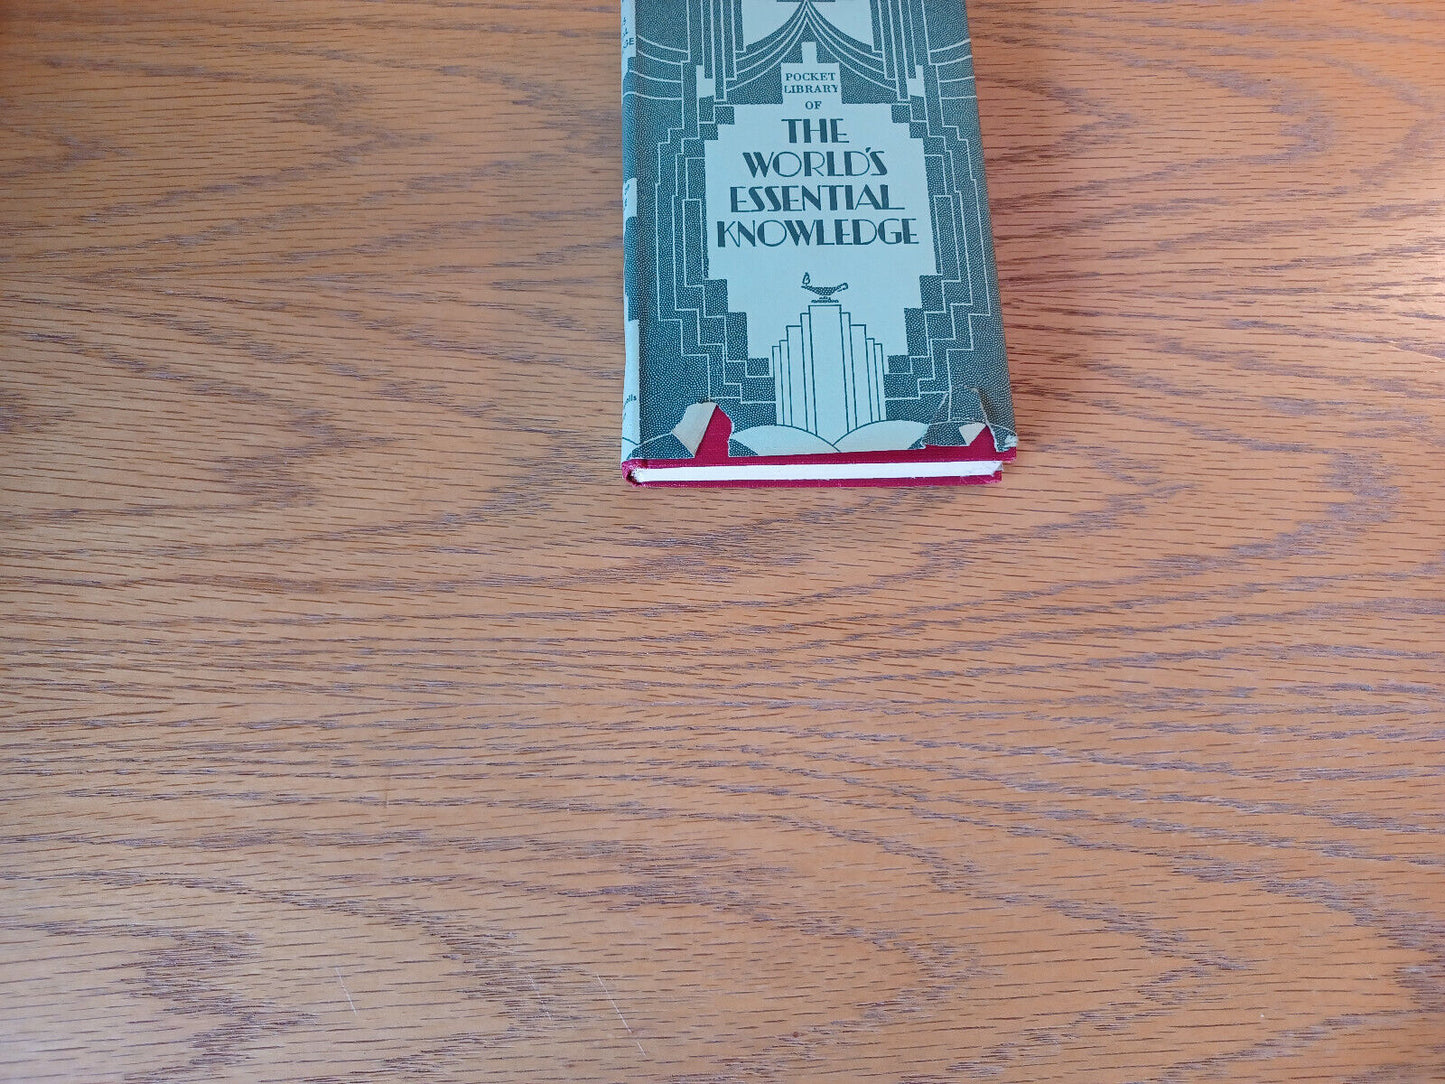 POCKET
LIBRARY
OF
THE
WORLD'S
ESSENTIAL
KNOWLEDGE